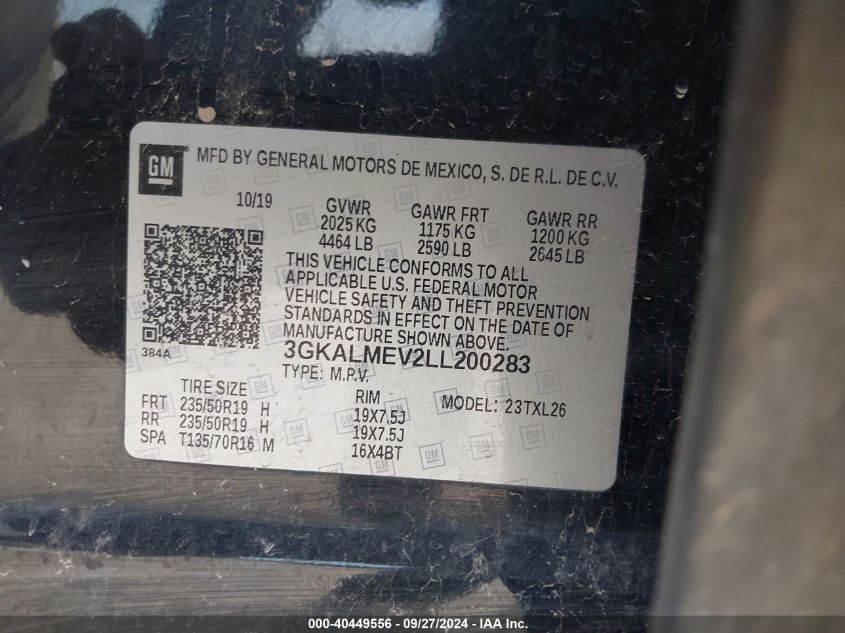 GM
MFD BY GENERAL MOTORS DE MEXICO, S. DE R.L. DE C.V.
10/19
GVWR GAWR FRT GAWR RR
2025 KG 1175 KG 1200 KG
4464 LB 2590 LB 2645 LB
THIS VEHICLE CONFORMS TO ALL
APPLICABLE U.S. FEDERAL MOTOR
VEHICLE SAFETY AND THEFT PREVENTION
STANDARDS IN EFFECT ON THE DATE OF
MANUFACTURE SHOWN ABOVE.
384A
3GKALMEV2LL200283
TYPE: M.P.V.
TIRE SIZE RIM MODEL: 23TXL26
FRT 235/50R19 H 19X7.5J
RR 235/50R19 H 19X7.5J
SPA T135/70R16 M 16X4BT
000-40449556 - 09/27/2024 - IAA Inc.